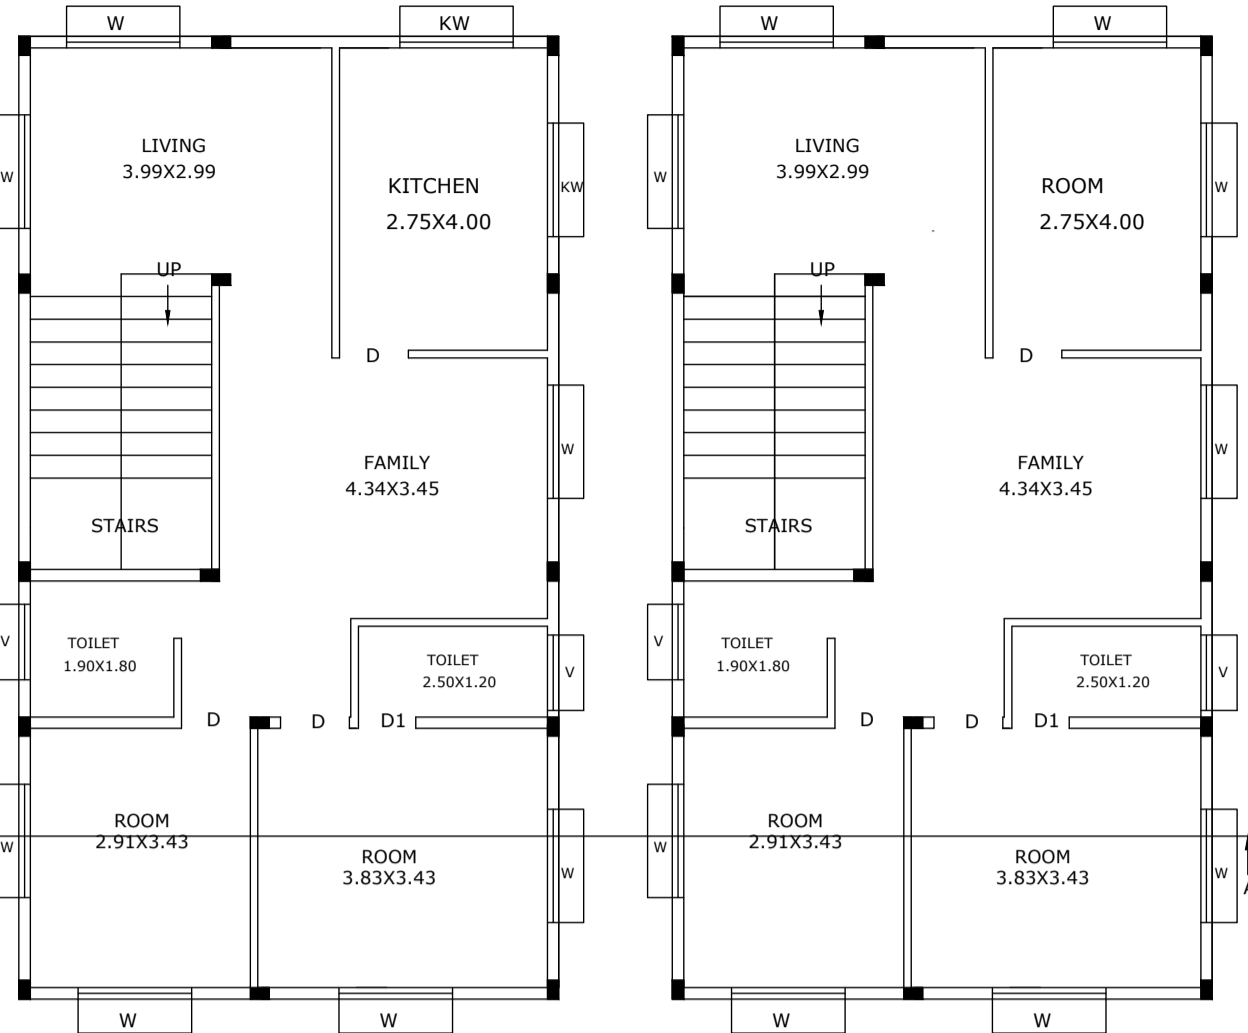 W
KW
W
W
LIVING
3.99X2.99
W
KITCHEN
2.75X4.00
KW
UP
D
FAMILY
4.34X3.45
W
STAIRS
V
TOILET
1.90X1.80
TOILET
2.50X1.20
V
D
D
D1
ROOM
2.91X3.43
W
ROOM
3.83X3.43
W
W
W
LIVING
3.99X2.99
W
ROOM
2.75X4.00
W
W
UP
D
FAMILY
4.34X3.45
W
STAIRS
V
TOILET
1.90X1.80
TOILET
2.50X1.20
V
D
D
D1
ROOM
2.91X3.43
W
ROOM
3.83X3.43
W
A
W
W